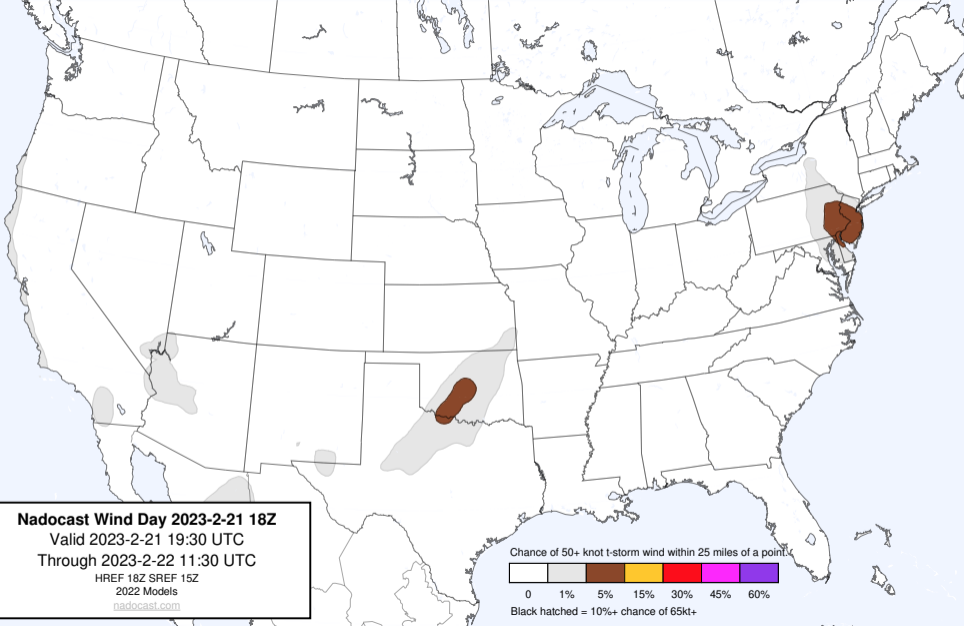 Nadocast Wind Day 2023-2-21 18Z
Valid 2023-2-21 19:30 UTC
Through 2023-2-22 11:30 UTC
HREF 18Z SREF 15Z
2022 Models
nadocast.com
Chance of 50+ knot t-storm wind within 25 miles of a point.
0 1% 5% 15% 30% 45% 60%
Black hatched = 10%+ chance of 65kt+